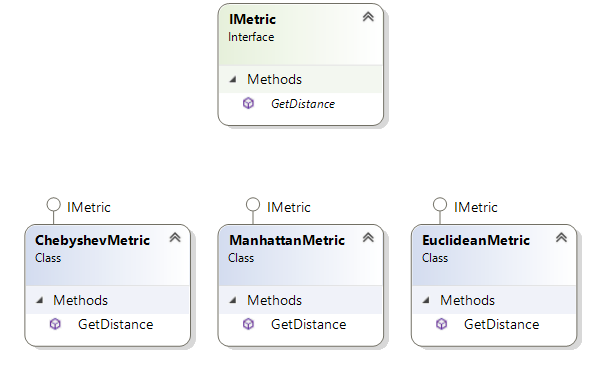 IMetric
Interface
Methods
GetDistance
IMetric
IMetric
IMetric
ChebyshevMetric
Class
Methods
GetDistance
ManhattanMetric
Class
Methods
GetDistance
EuclideanMetric
Class
Methods
GetDistance